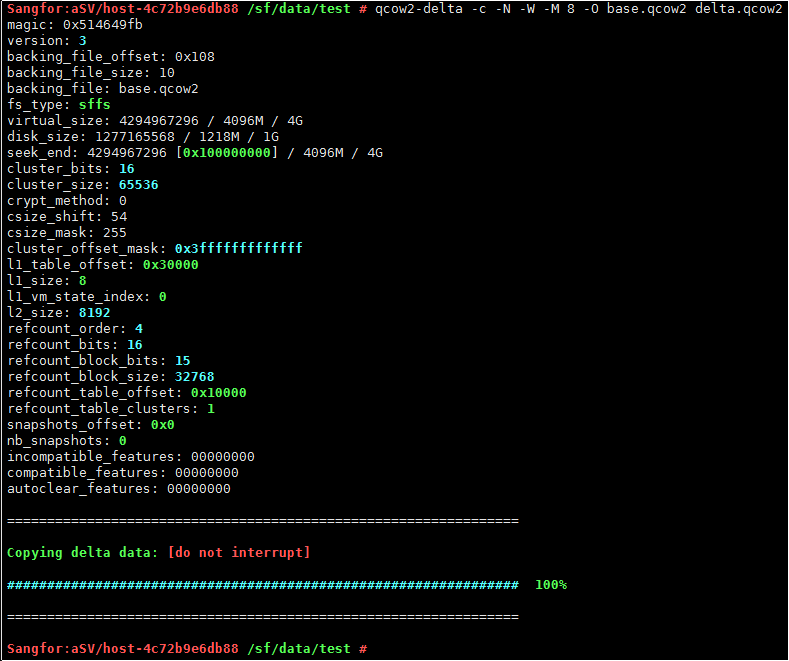 Sangfor:aSV/host-4c72b9e6db88 /sf/data/test # qcow2-delta -c -N -W -M 8 -O base.qcow2 delta.qcow2
magic: 0x514649fb
version: 3
backing_file_offset: 0x108
backing_file_size: 10
backing_file: base.qcow2
fs_type: sffs
virtual_size: 4294967296 / 4096M / 4G
disk_size: 1277165568 / 1218M / 1G
seek_end: 4294967296 [0x100000000] / 4096M / 4G
cluster_bits: 16
cluster_size: 65536
crypt_method: 0
csize_shift: 54
csize_mask: 255
cluster_offset_mask: 0x3fffffffffffff
l1_table_offset: 0x30000
l1_size: 8
l1_vm_state_index: 0
l2_size: 8192
refcount_order: 4
refcount_bits: 16
refcount_block_bits: 15
refcount_block_size: 32768
refcount_table_offset: 0x10000
refcount_table_clusters: 1
snapshots_offset: 0x0
nb_snapshots: 0
incompatible_features: 00000000
compatible_features: 00000000
autoclear_features: 00000000
================================================================
Copying delta data: [do not interrupt]
################################################################  100%
================================================================
Sangfor:aSV/host-4c72b9e6db88 /sf/data/test #